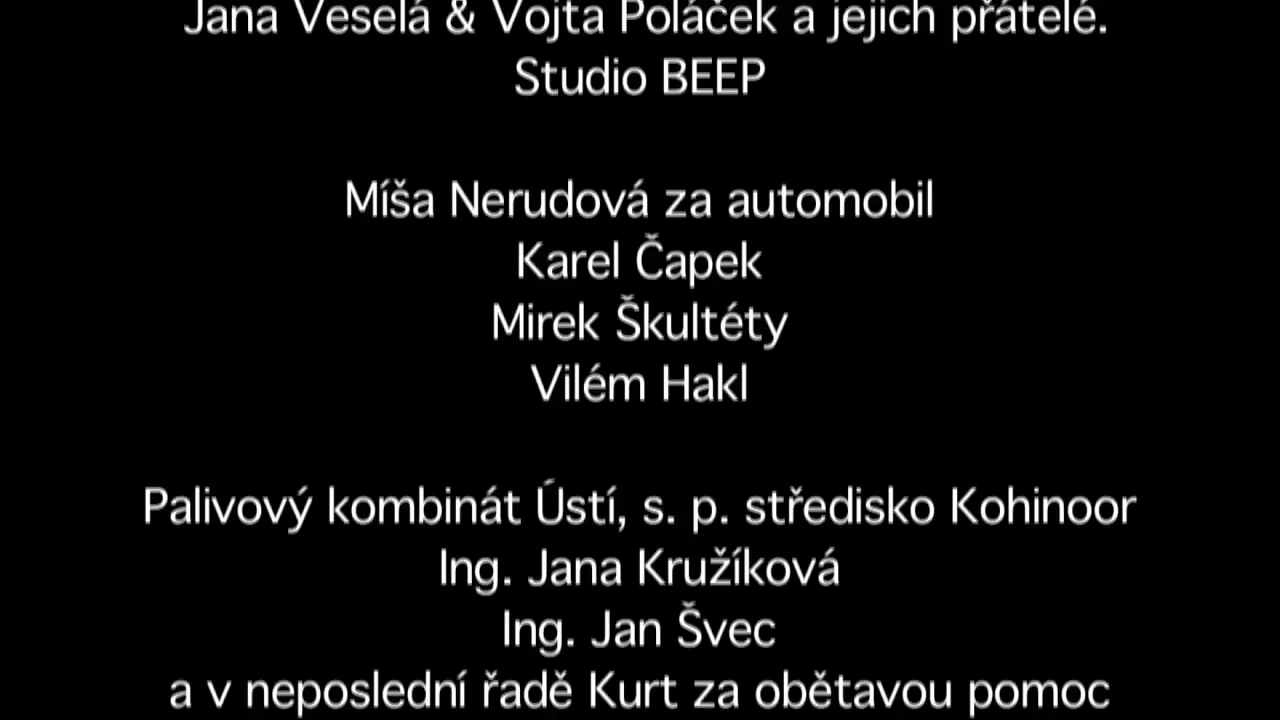 Jana Veselá & Vojta Poláček a jejich přátelé.
Studio BEEP
Míša Nerudová za automobil
Karel Čapek
Mirek Škultéty
Vilém Hakl
Palivový kombinát Ústí, s. p. středisko Kohinoor
Ing. Jana Kružíková
Ing. Jan Švec
a v neposlední řadě Kurt za obětavou pomoc